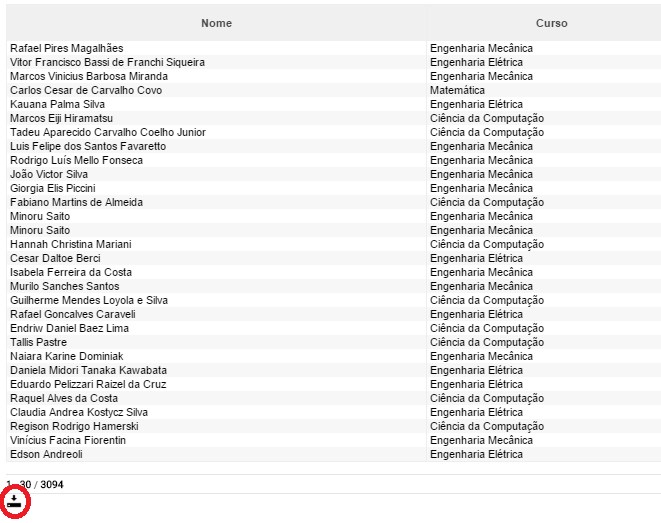 Nome Curso
Rafael Pires Magalhães Engenharia Mecânica
Vitor Francisco Bassi de Franchi Siqueira Engenharia Elétrica
Marcos Vinicius Barbosa Miranda Engenharia Mecânica
Carlos Cesar de Carvalho Covo Matemática
Kauana Palma Silva Engenharia Elétrica
Marcos Eiji Hiramatsu Ciência da Computação
Tadeu Aparecido Carvalho Coelho Junior Ciência da Computação
Luis Felipe dos Santos Favaretto Engenharia Mecânica
Rodrigo Luís Mello Fonseca Engenharia Mecânica
João Victor Silva Engenharia Mecânica
Giorgia Elis Piccini Engenharia Mecânica
Fabiano Martins de Almeida Ciência da Computação
Minoru Saito Engenharia Mecânica
Minoru Saito Engenharia Mecânica
Hannah Christina Mariani Ciência da Computação
Cesar Daltoe Berci Engenharia Elétrica
Isabela Ferreira da Costa Engenharia Mecânica
Murilo Sanches Santos Engenharia Mecânica
Guilherme Mendes Loyola e Silva Ciência da Computação
Rafael Goncalves Caraveli Engenharia Elétrica
Endriw Daniel Baez Lima Ciência da Computação
Tallis Pastre Ciência da Computação
Naiara Karine Dominiak Engenharia Mecânica
Daniela Midori Tanaka Kawabata Engenharia Elétrica
Eduardo Pelizzari Raizel da Cruz Engenharia Elétrica
Raquel Alves da Costa Ciência da Computação
Claudia Andrea Kostycz Silva Engenharia Elétrica
Regison Rodrigo Hamerski Ciência da Computação
Vinícius Facina Fiorentin Engenharia Mecânica
Edson Andreoli Engenharia Elétrica
1 - 30 / 3094